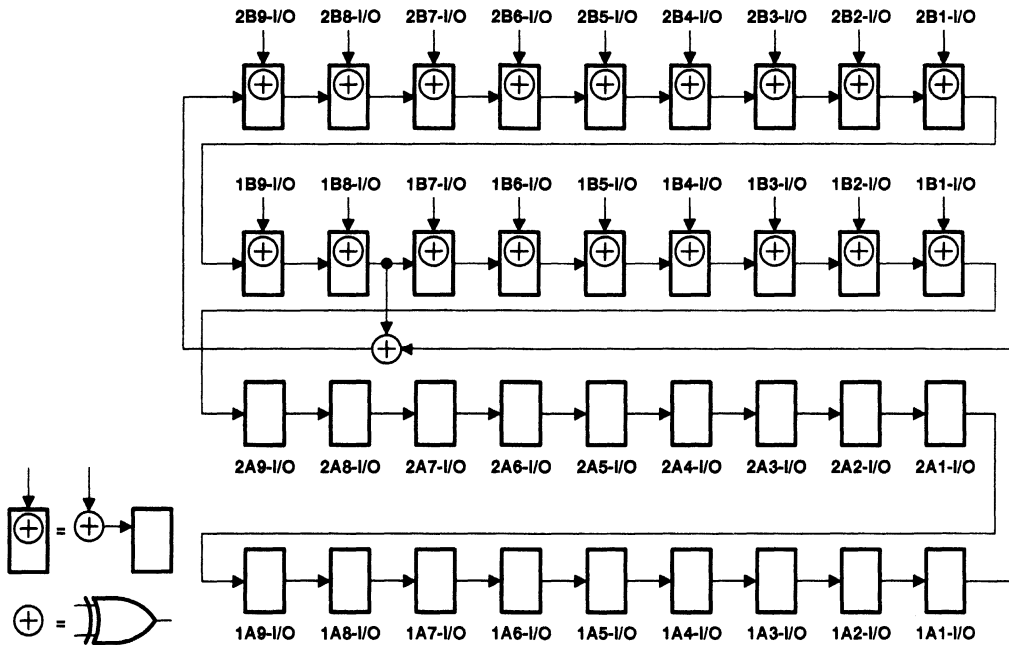 2B9-I/O 2B8-I/O 2B7-I/O 2B6-I/O 2B5-I/O 2B4-I/O 2B3-I/O 2B2-I/O 2B1-I/O
1B9-I/O 1B8-I/O 1B7-I/O 1B6-I/O 1B5-I/O 1B4-I/O 1B3-I/O 1B2-I/O 1B1-I/O
2A9-I/O 2A8-I/O 2A7-I/O 2A6-I/O 2A5-I/O 2A4-I/O 2A3-I/O 2A2-I/O 2A1-I/O
=
=
1A9-I/O 1A8-I/O 1A7-I/O 1A6-I/O 1A5-I/O 1A4-I/O 1A3-I/O 1A2-I/O 1A1-I/O